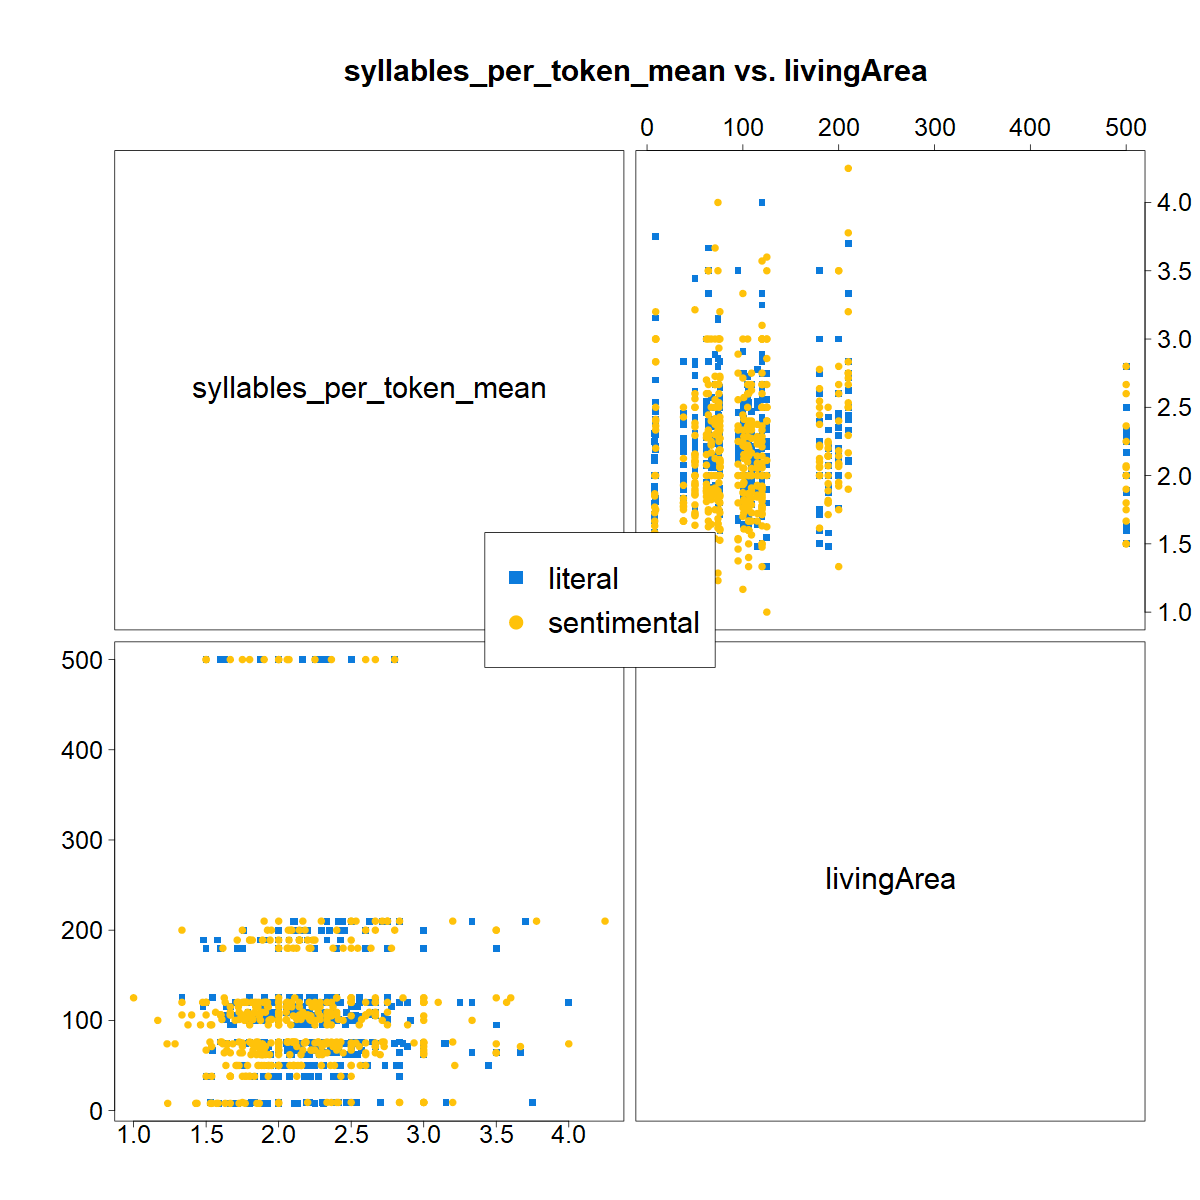 syllables_per_token_mean vs. livingArea
0 100 200 300 400 500
syllables_per_token_mean
4.0
3.5
3.0
2.5
2.0
1.5
1.0
literal
sentimental
500
400
300
200
100
0
livingArea
1.0 1.5 2.0 2.5 3.0 3.5 4.0